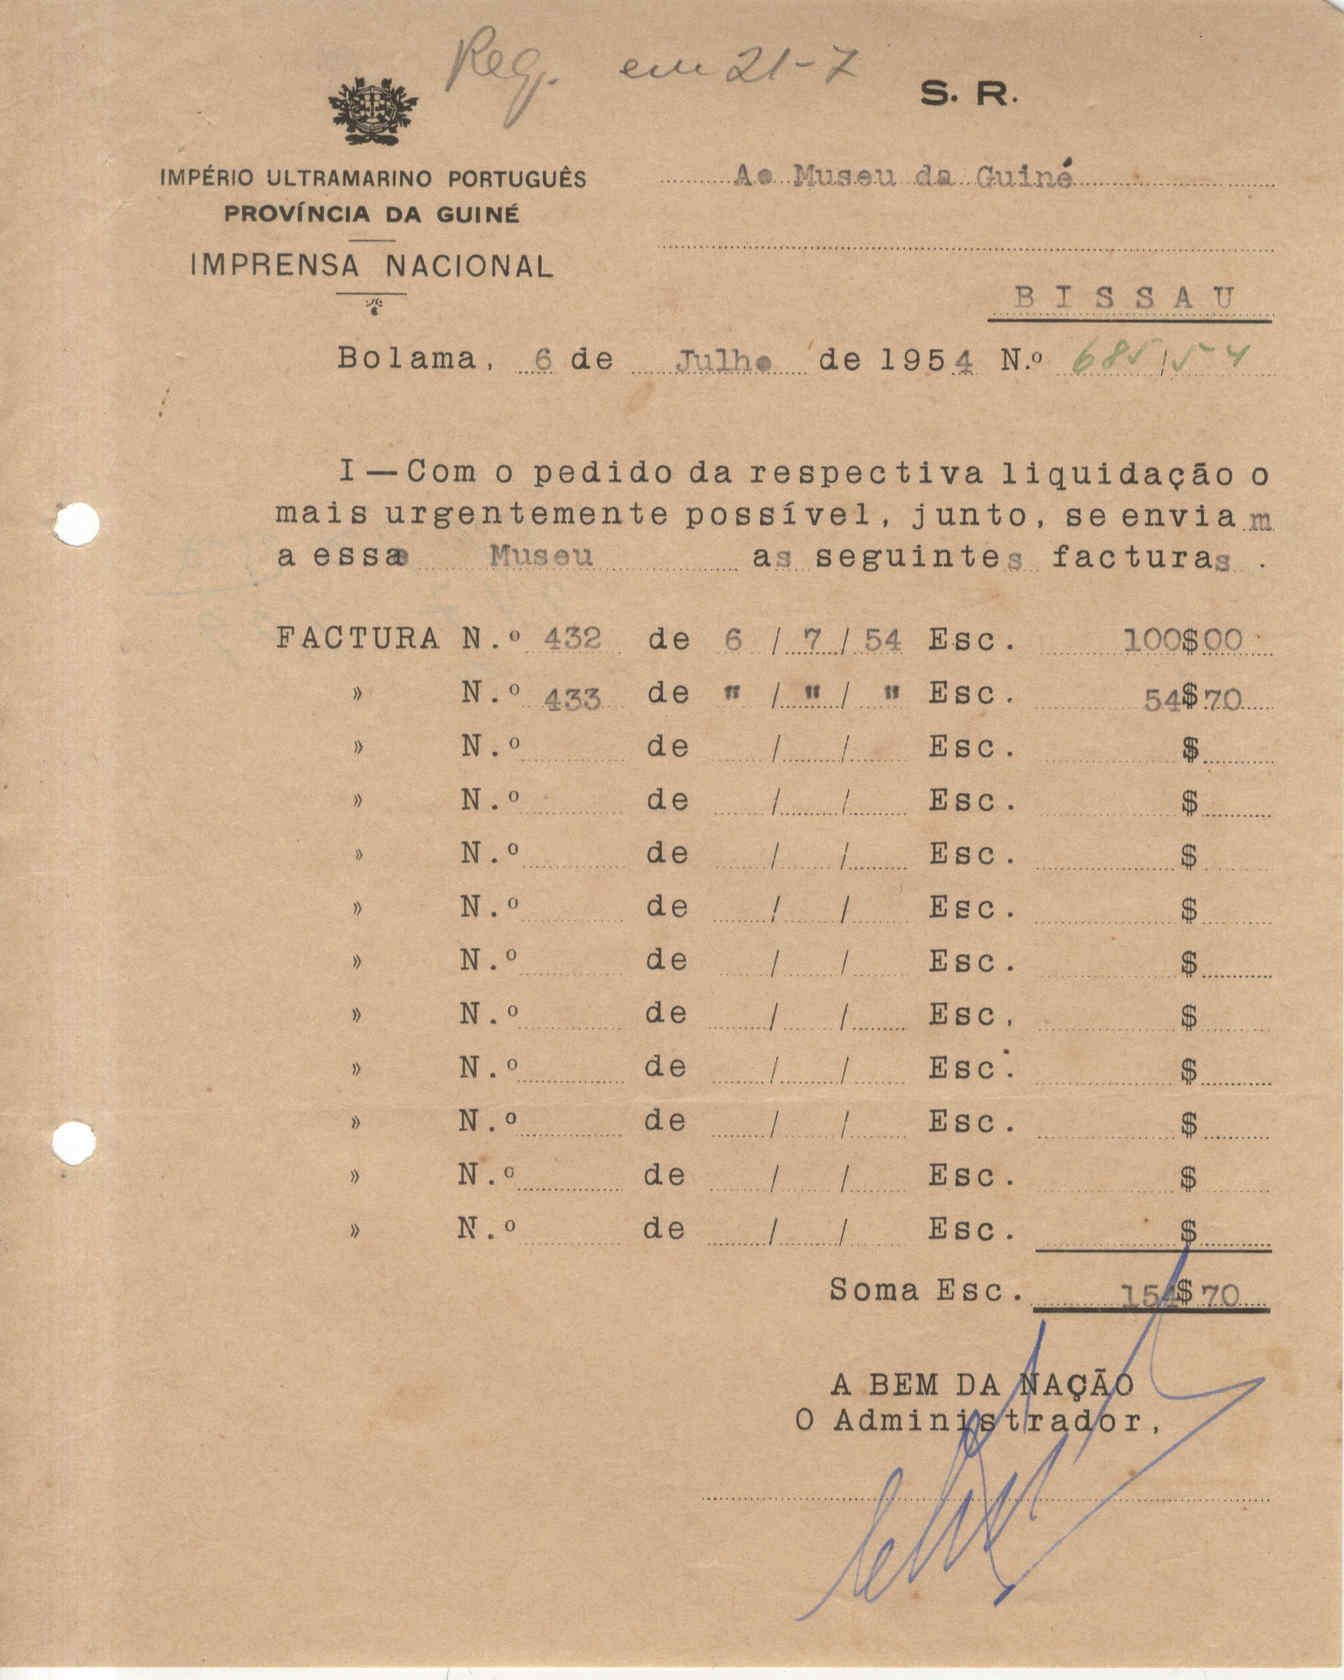 Reg. em 21-7
S. R.
IMPÉRIO ULTRAMARINO PORTUGUÊS
PROVÍNCIA DA GUINÉ
IMPRENSA NACIONAL
Ao Museu da Guiné
BISSAU
Bolama, 6 de Julho de 1954 N.º 685/54
I — Com o pedido da respectiva liquidação o
mais urgentemente possível, junto, se enviam
a esse Museu as seguintes facturas.
FACTURA N.º 432 de 6 / 7 / 54 Esc. 100$00
» N.º 433 de " / " / " Esc. 54$70
» N.º de / / Esc. $
» N.º de / / Esc. $
» N.º de / / Esc. $
» N.º de / / Esc. $
» N.º de / / Esc. $
» N.º de / / Esc. $
» N.º de / / Esc. $
» N.º de / / Esc. $
» N.º de / / Esc. $
» N.º de / / Esc. $
Soma Esc. 154$70
A BEM DA NAÇÃO
O Administrador,